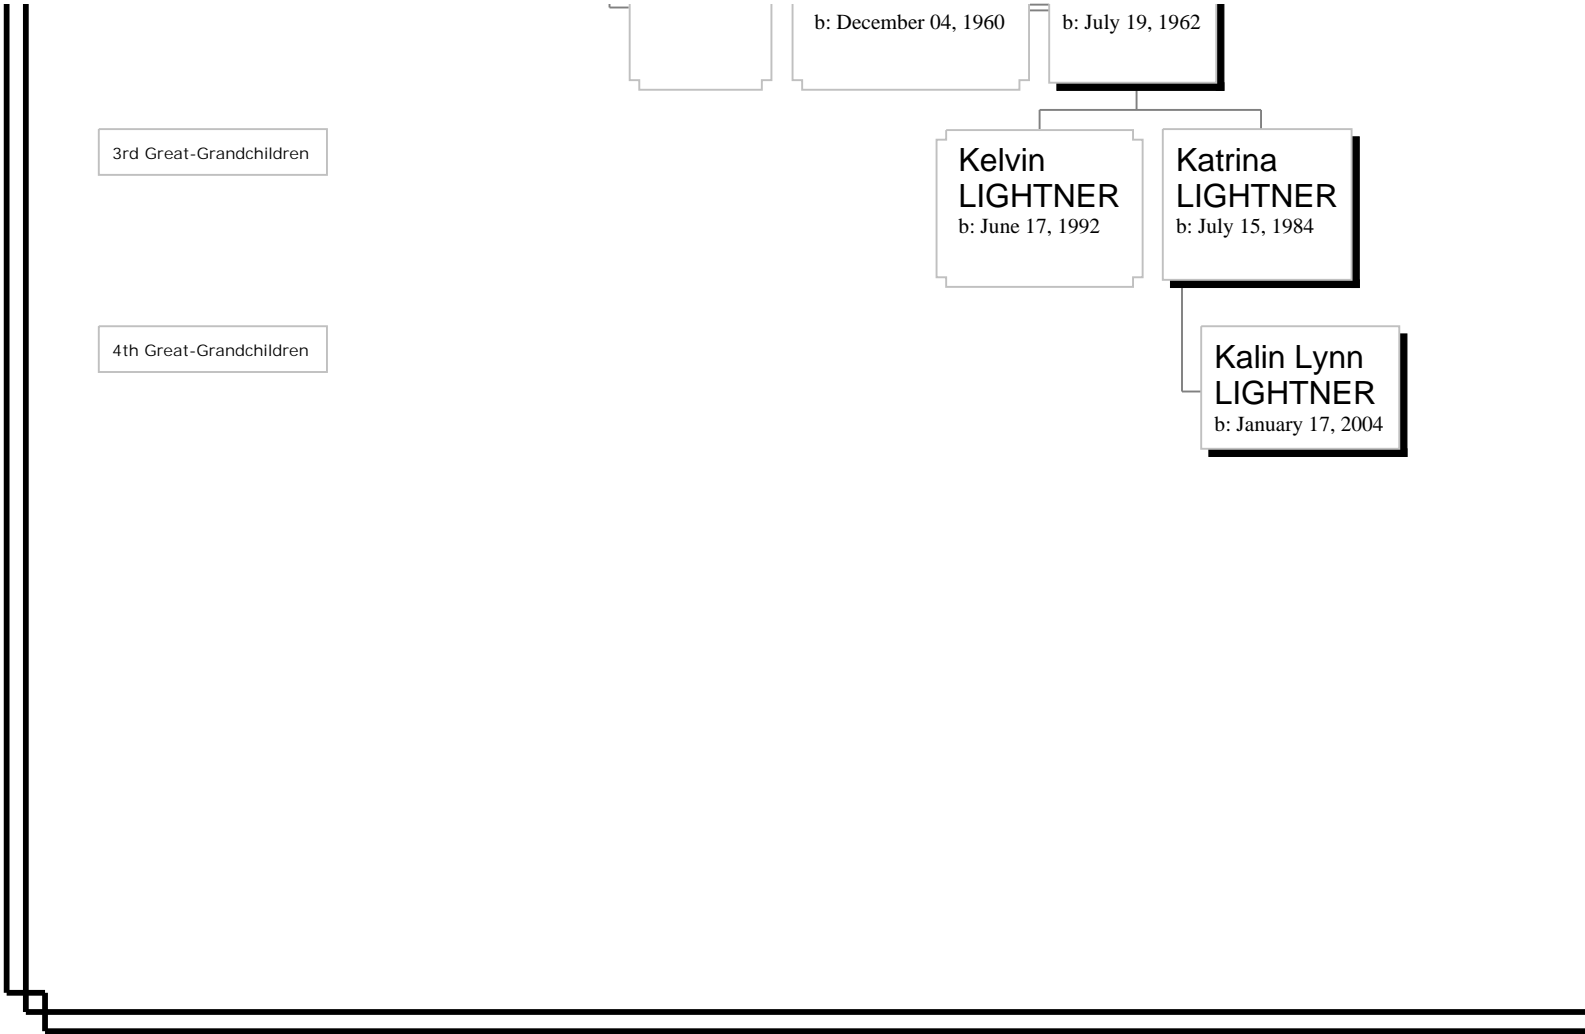 b: December 04, 1960
b: July 19, 1962
3rd Great-Grandchildren
Kelvin
LIGHTNER
b: June 17, 1992
Katrina
LIGHTNER
b: July 15, 1984
4th Great-Grandchildren
Kalin Lynn
LIGHTNER
b: January 17, 2004